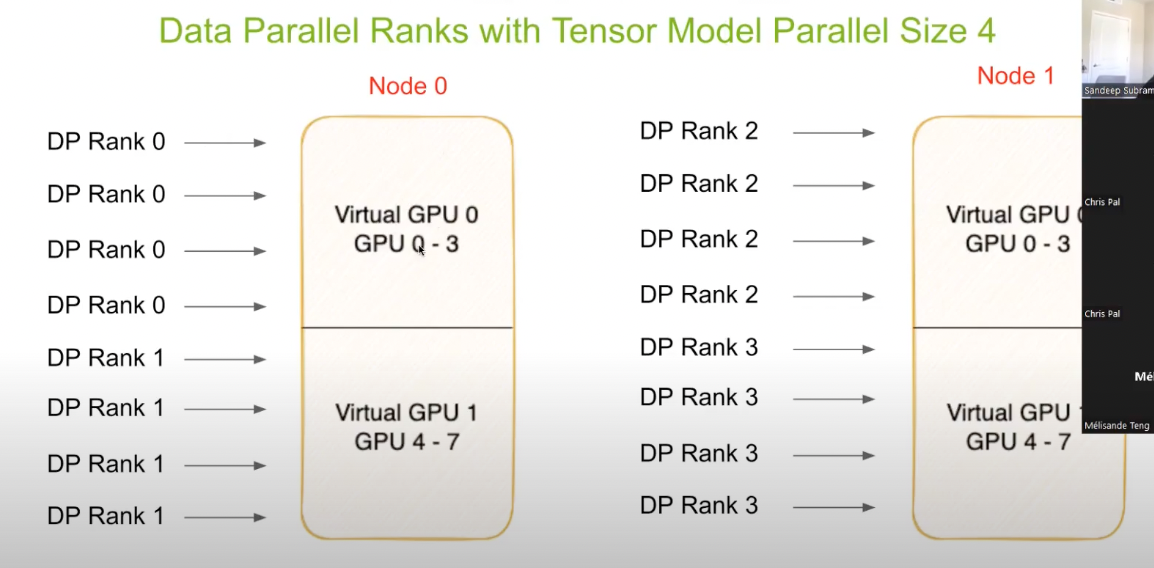 Data Parallel Ranks with Tensor Model Parallel Size 4
Node 0
DP Rank 0
DP Rank 0
DP Rank 0
DP Rank 0
DP Rank 1
DP Rank 1
DP Rank 1
DP Rank 1
Virtual GPU 0
GPU 0 - 3
Virtual GPU 1
GPU 4 - 7
Node 1
DP Rank 2
DP Rank 2
DP Rank 2
DP Rank 2
DP Rank 3
DP Rank 3
DP Rank 3
DP Rank 3
Virtual GPU
GPU 0 - 3
Virtual GPU
GPU 4 - 7
Sandeep Subram
Chris Pal
Chris Pal
Mé
Mélisande Teng